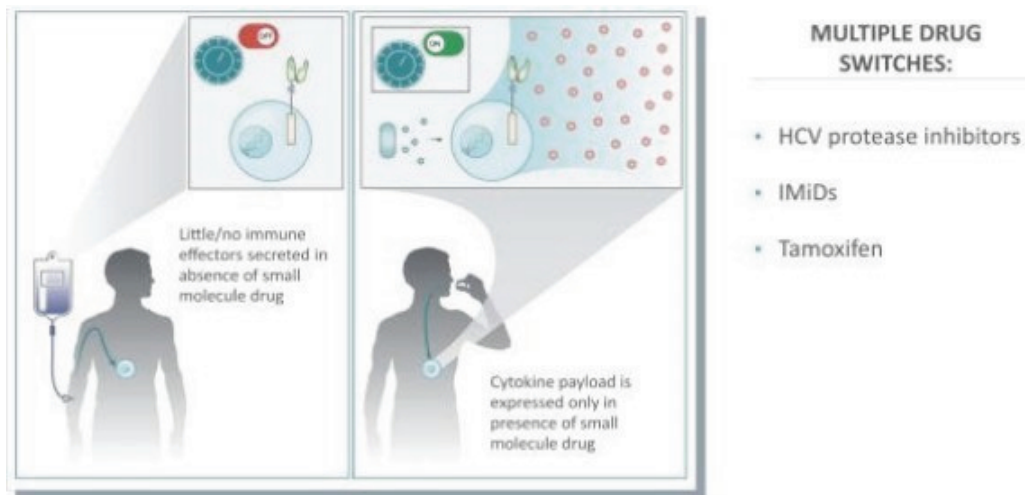 OFF
ON
Little/no immune
effectors secreted in
absence of small
molecule drug
Cytokine payload is
expressed only in
presence of small
molecule drug
MULTIPLE DRUG
SWITCHES:
• HCV protease inhibitors
• IMiDs
• Tamoxifen